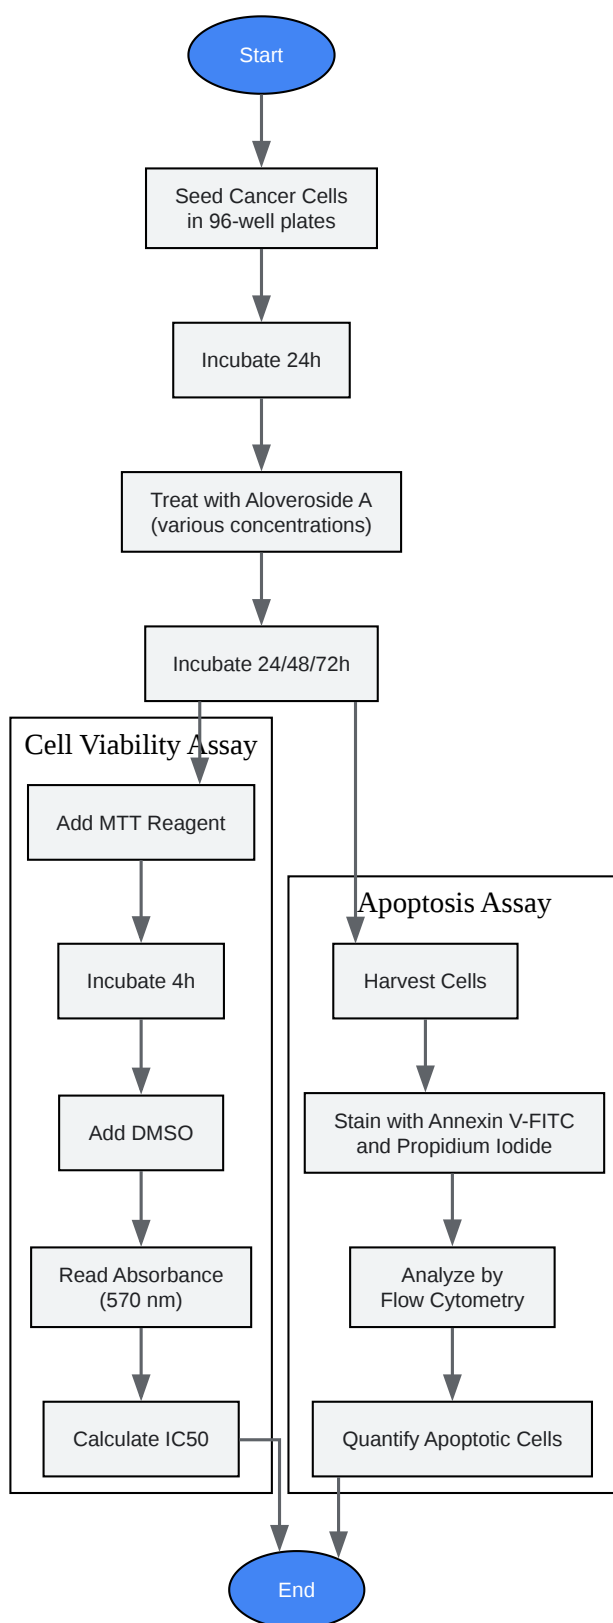 Start
Seed Cancer Cells
in 96-well plates
Incubate 24h
Treat with Aloveroside A
(various concentrations)
Incubate 24/48/72h
Cell Viability Assay
Add MTT Reagent
Incubate 4h
Add DMSO
Read Absorbance
(570 nm)
Calculate IC50
Apoptosis Assay
Harvest Cells
Stain with Annexin V-FITC
and Propidium Iodide
Analyze by
Flow Cytometry
Quantify Apoptotic Cells
End